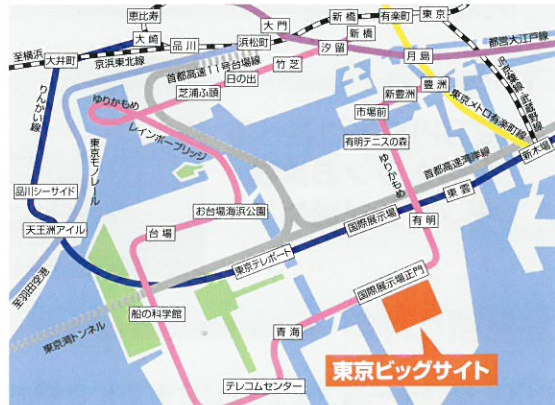 恵比寿
大崎
至横浜
大井町
京浜東北線
品川
浜松町
大門
新橋
有楽町
東京
新橋
汐留
月島
都営大江戸線
首都高速11号台場線
竹芝
日の出
芝浦ふ頭
ゆりかもめ
レインボーブリッジ
りんかい線
東京モノレール
豊洲
新豊洲
市場前
有明テニスの森
東京メトロ有楽町線
JR京葉線・武蔵野線
新木場
首都高速湾岸線
ゆりかもめ
東雲
有明
国際展示場
品川シーサイド
天王洲アイル
お台場海浜公園
台場
東京テレポート
至羽田空港
船の科学館
国際展示場正門
東京湾トンネル
青海
テレコムセンター
東京ビッグサイト